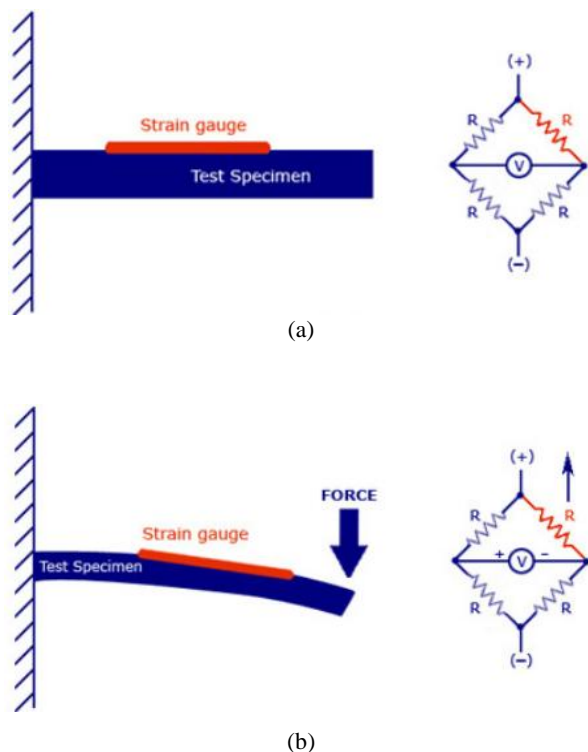 (+)
Strain gauge
R
R
Test Specimen
V
R
R
(−)
(a)
(+)
FORCE
R
R
Strain gauge
Test Specimen
+
V
−
R
R
(−)
(b)